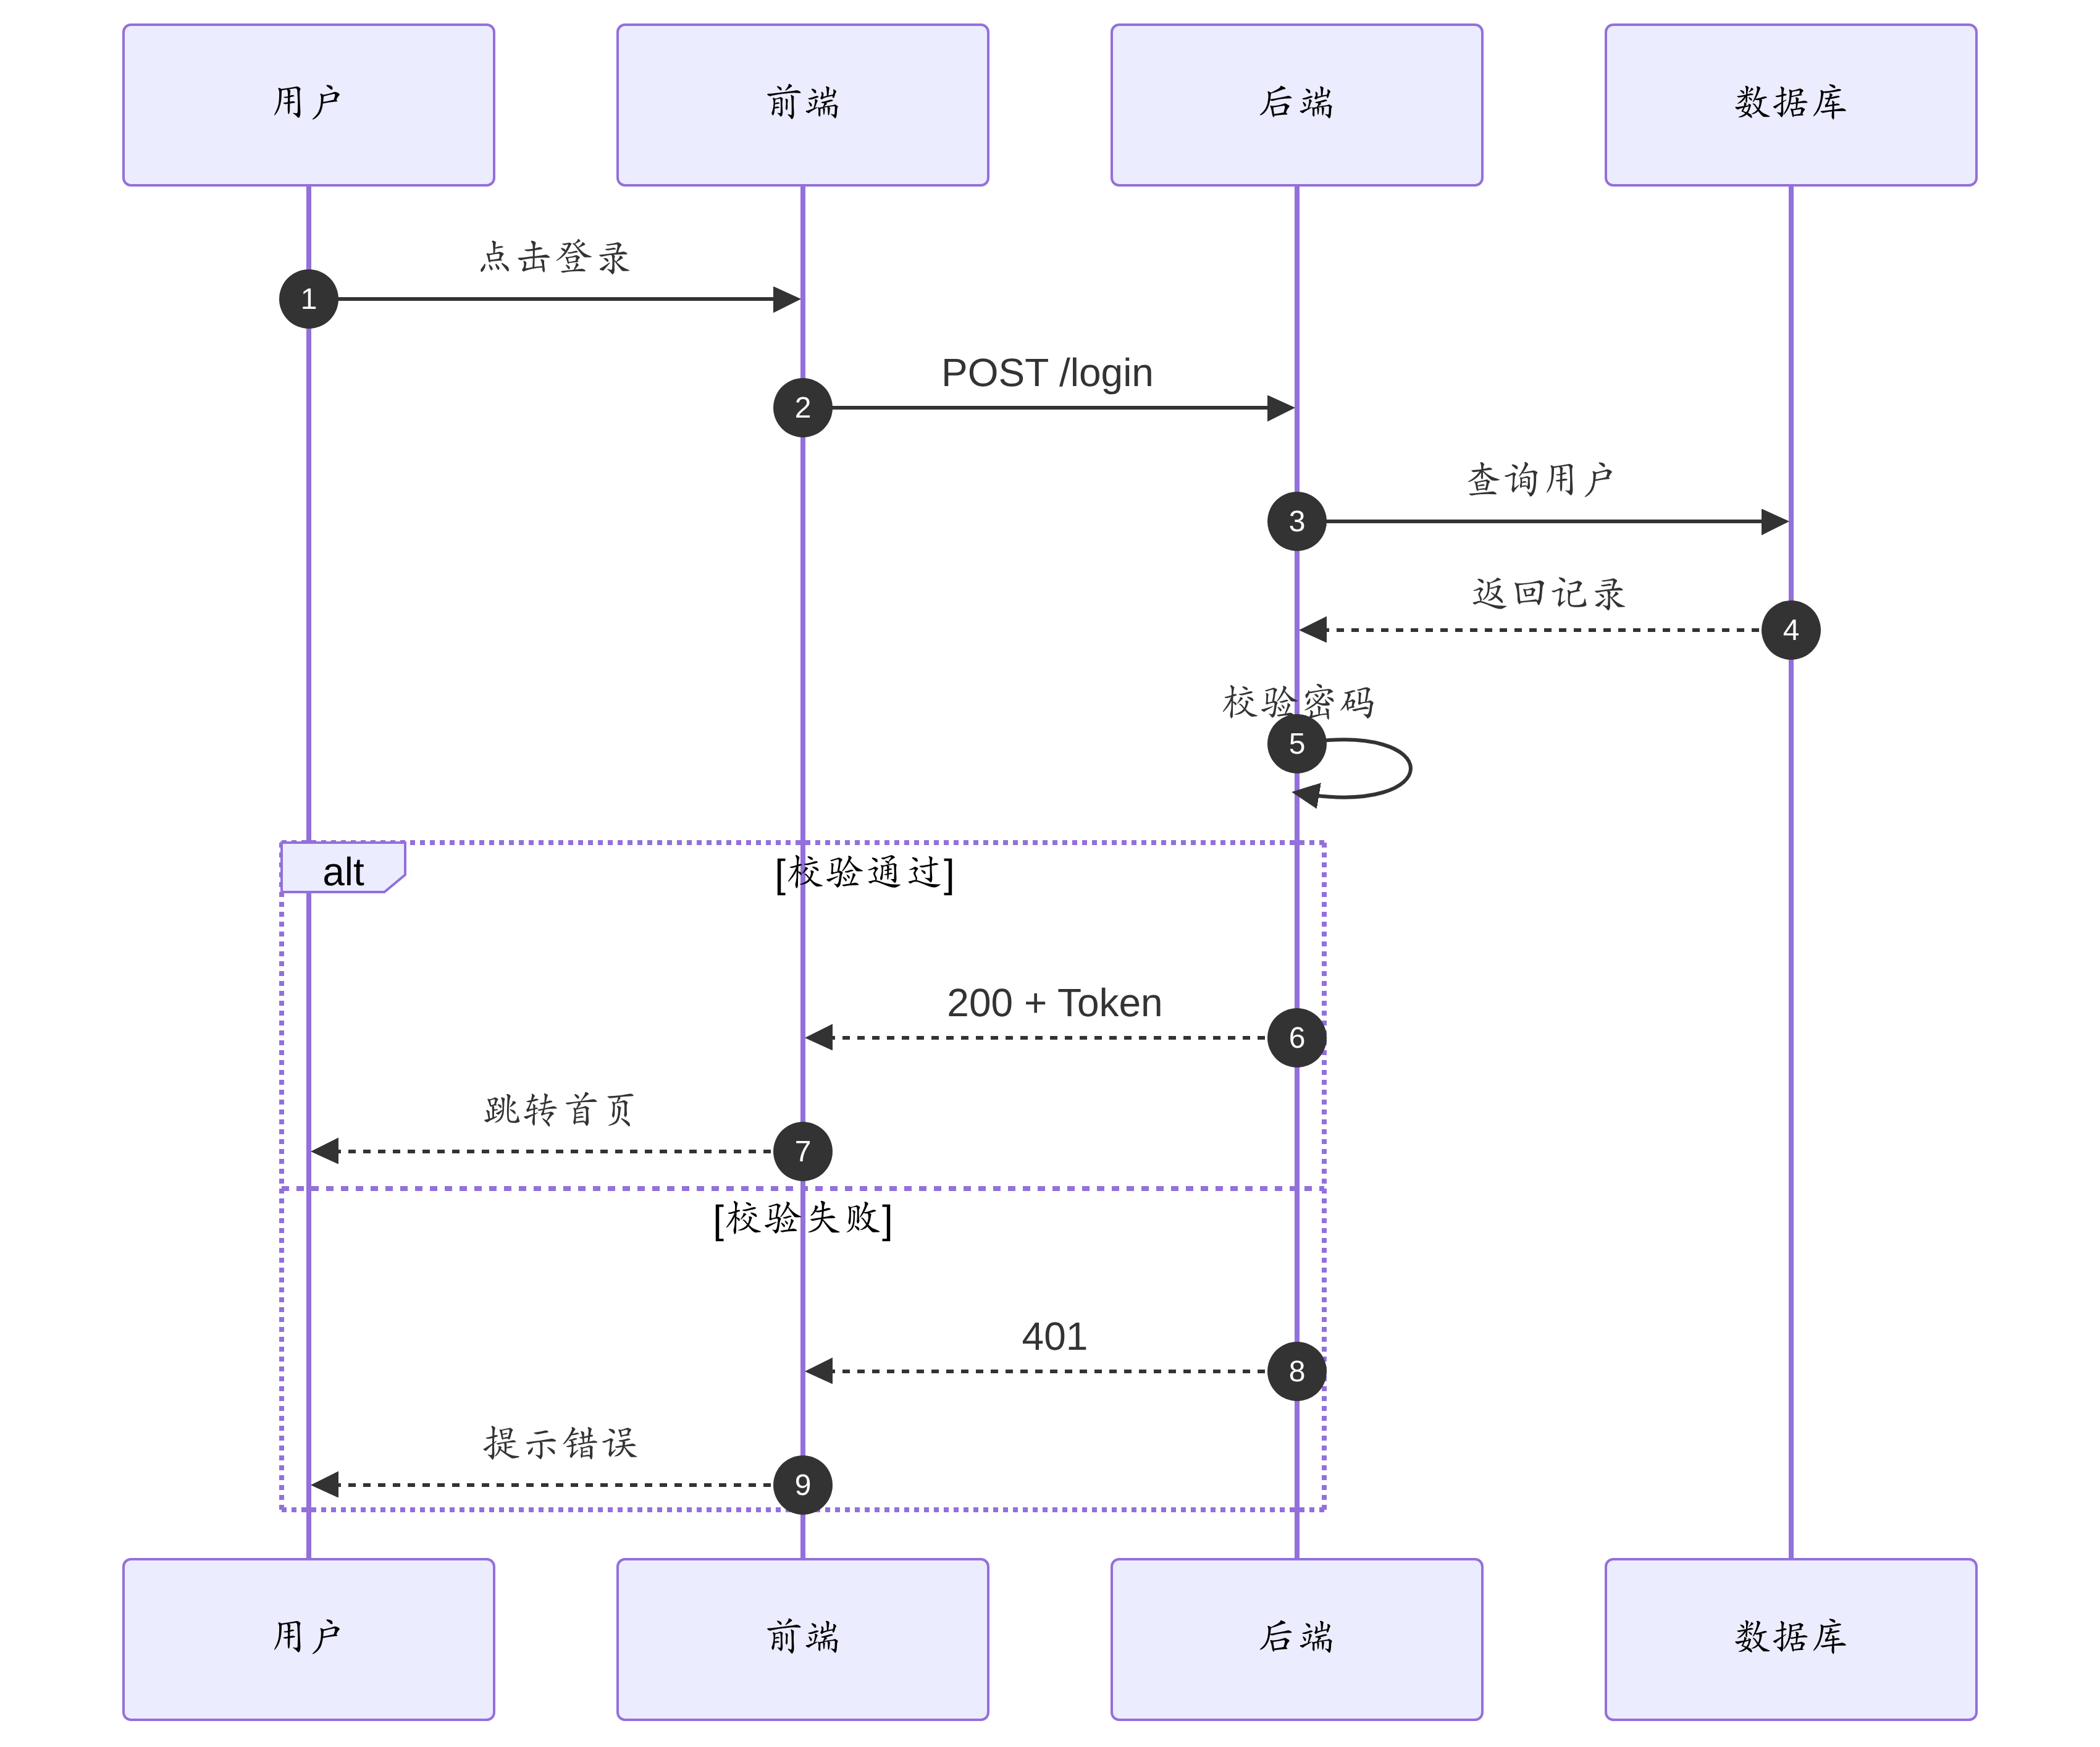 用户
前端
后端
数据库
点击登录
1
POST /login
2
查询用户
3
返回记录
4
校验密码
5
alt
[校验通过]
200 + Token
6
跳转首页
7
[校验失败]
401
8
提示错误
9
用户
前端
后端
数据库